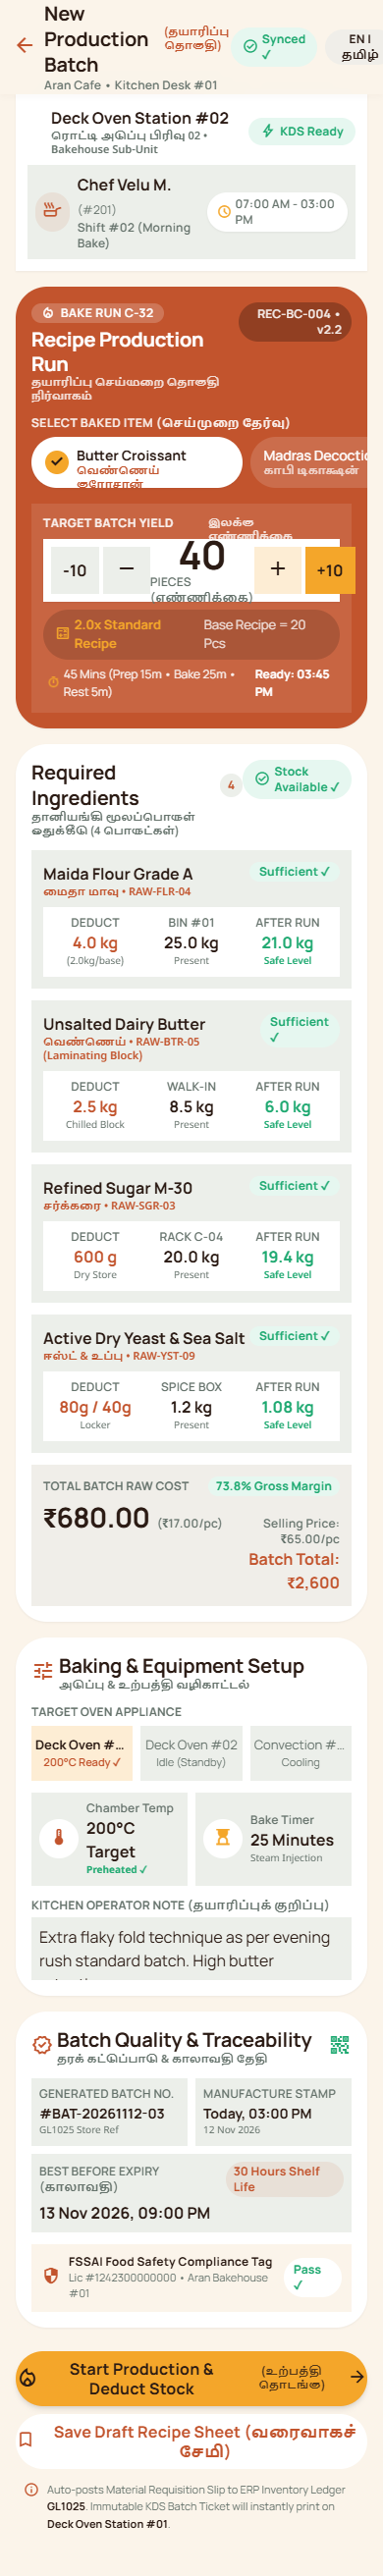 New
Production
Batch
(தயாரிப்பு
தொகுதி)
Synced
✓
EN |
தமிழ்
Aran Cafe • Kitchen Desk #01
Deck Oven Station #02
ரொட்டி அடுப்பு பிரிவு 02 •
Bakehouse Sub-Unit
KDS Ready
Chef Velu M.
(#201)
Shift #02 (Morning
Bake)
07:00 AM - 03:00
PM
BAKE RUN C-32
REC-BC-004 •
v2.2
Recipe Production
Run
தயாரிப்பு செய்முறை தொகுதி
நிர்வாகம்
SELECT BAKED ITEM (செய்முறை தேர்வு)
Butter Croissant
வெண்ணெய்
குரோசான்
Madras Decoctio
காபி டிகாக்ஷன்
TARGET BATCH YIELD
இலக்கு
எண்ணிக்கை
-10
−
40
PIECES
(எண்ணிக்கை)
+
+10
2.0x Standard
Recipe
Base Recipe = 20
Pcs
45 Mins (Prep 15m • Bake 25m •
Rest 5m)
Ready: 03:45
PM
Required
Ingredients
தானியங்கி மூலப்பொருள்
ஒதுக்கீடு (4 பொருட்கள்)
4
Stock
Available ✓
Maida Flour Grade A
மைதா மாவு • RAW-FLR-04
Sufficient ✓
DEDUCT
4.0 kg
(2.0kg/base)
BIN #01
25.0 kg
Present
AFTER RUN
21.0 kg
Safe Level
Unsalted Dairy Butter
வெண்ணெய் • RAW-BTR-05
(Laminating Block)
Sufficient
✓
DEDUCT
2.5 kg
Chilled Block
WALK-IN
8.5 kg
Present
AFTER RUN
6.0 kg
Safe Level
Refined Sugar M-30
சர்க்கரை • RAW-SGR-03
Sufficient ✓
DEDUCT
600 g
Dry Store
RACK C-04
20.0 kg
Present
AFTER RUN
19.4 kg
Safe Level
Active Dry Yeast & Sea Salt
ஈஸ்ட் & உப்பு • RAW-YST-09
Sufficient ✓
DEDUCT
80g / 40g
Locker
SPICE BOX
1.2 kg
Present
AFTER RUN
1.08 kg
Safe Level
TOTAL BATCH RAW COST
73.8% Gross Margin
₹680.00 (₹17.00/pc)
Selling Price:
₹65.00/pc
Batch Total:
₹2,600
Baking & Equipment Setup
அடுப்பு & உற்பத்தி வழிகாட்டல்
TARGET OVEN APPLIANCE
Deck Oven #...
200°C Ready ✓
Deck Oven #02
Idle (Standby)
Convection #...
Cooling
Chamber Temp
200°C
Target
Preheated ✓
Bake Timer
25 Minutes
Steam Injection
KITCHEN OPERATOR NOTE (தயாரிப்புக் குறிப்பு)
Extra flaky fold technique as per evening
rush standard batch. High butter
Batch Quality & Traceability
தரக் கட்டுப்பாடு & காலாவதி தேதி
GENERATED BATCH NO.
#BAT-20261112-03
GL1025 Store Ref
MANUFACTURE STAMP
Today, 03:00 PM
12 Nov 2026
BEST BEFORE EXPIRY
(காலாவதி)
30 Hours Shelf
Life
13 Nov 2026, 09:00 PM
FSSAI Food Safety Compliance Tag
Lic #1242300000000 • Aran Bakehouse
#01
Pass
✓
Start Production &
Deduct Stock
(உற்பத்தி
தொடங்கு)
Save Draft Recipe Sheet (வரைவாகச்
சேமி)
Auto-posts Material Requisition Slip to ERP Inventory Ledger
GL1025. Immutable KDS Batch Ticket will instantly print on
Deck Oven Station #01.